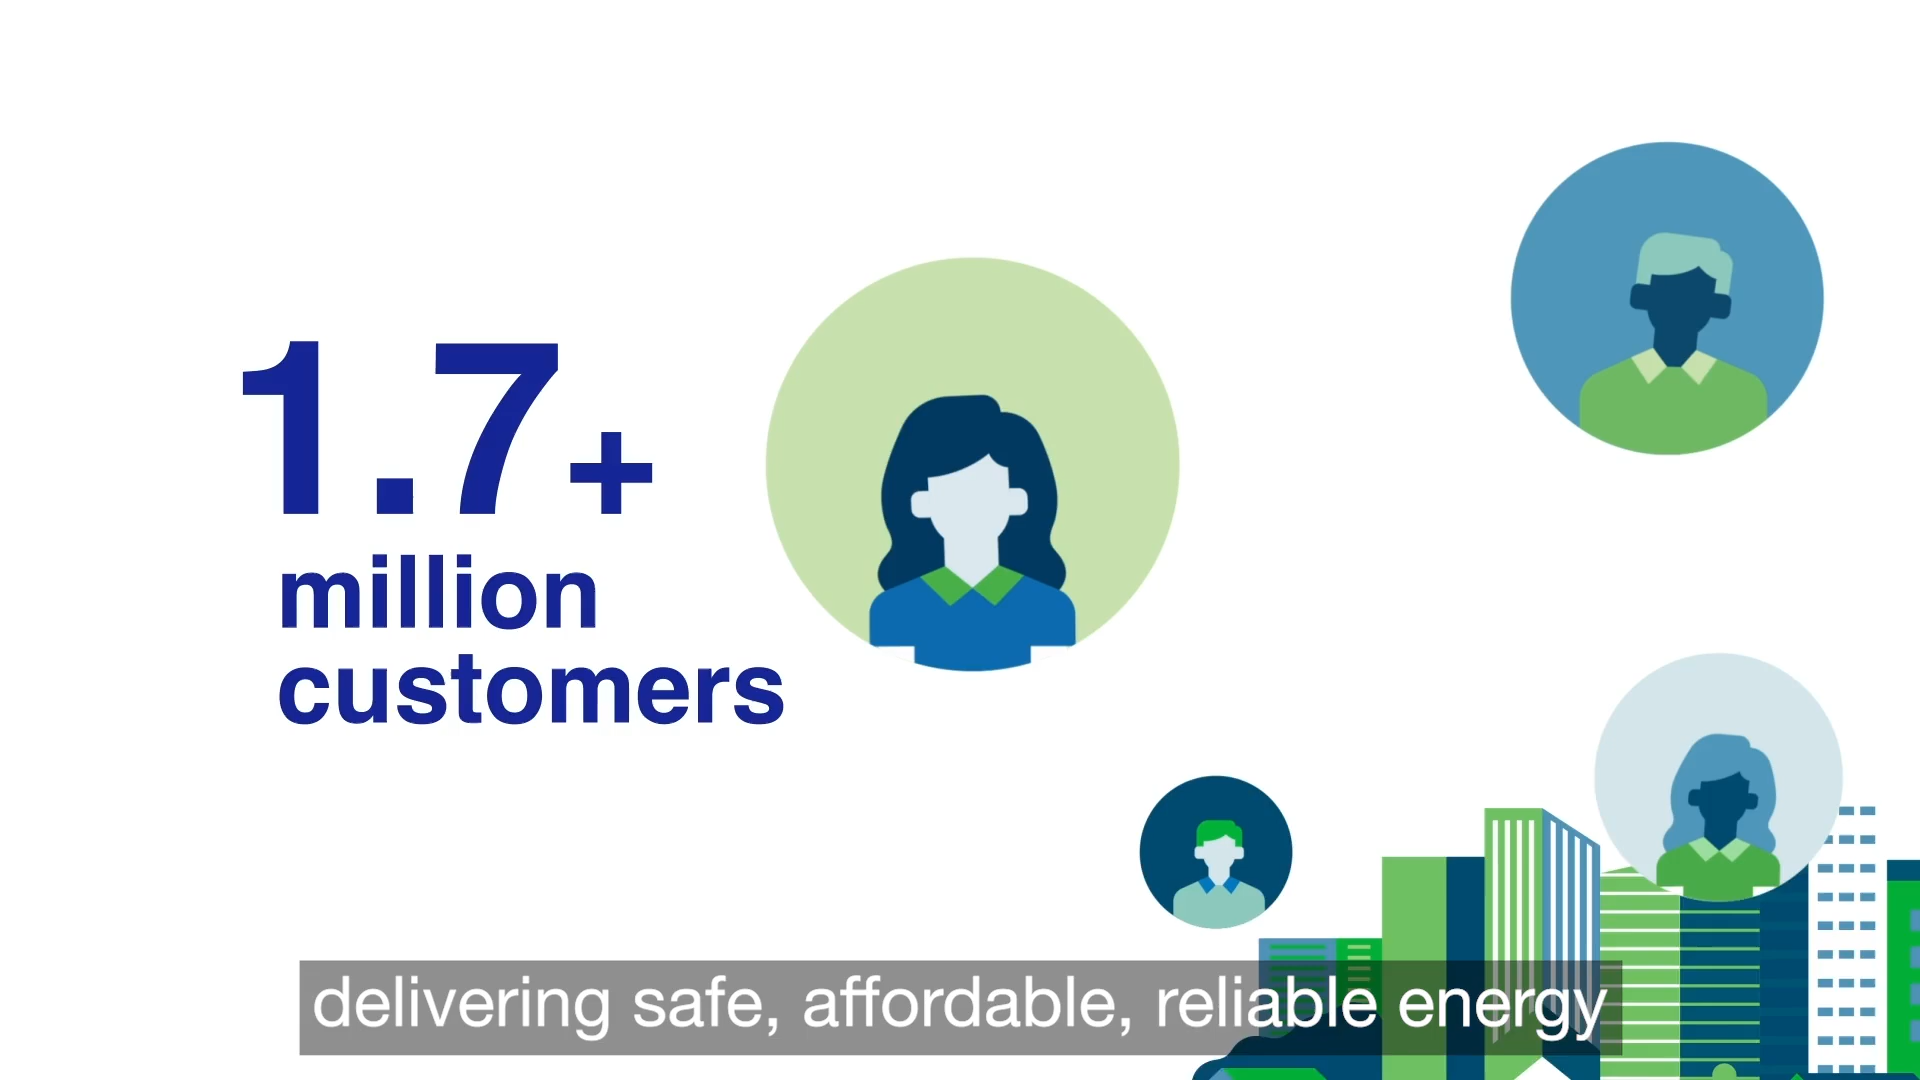 1.7+
million
customers
delivering safe, affordable, reliable energy